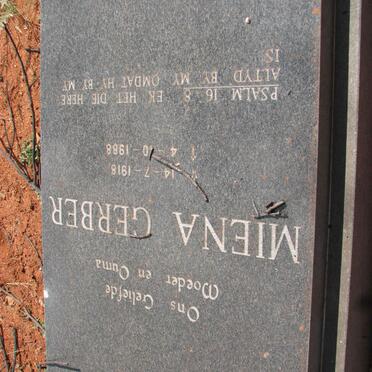 Ons Geliefde
Moeder en Ouma
MIENA GERBER
14 - 7 - 1918
4 - 10 - 1988
PSALM 16:8 EK HET DIE HERE
ALTYD BY MY OMDAT HY BY MY
IS